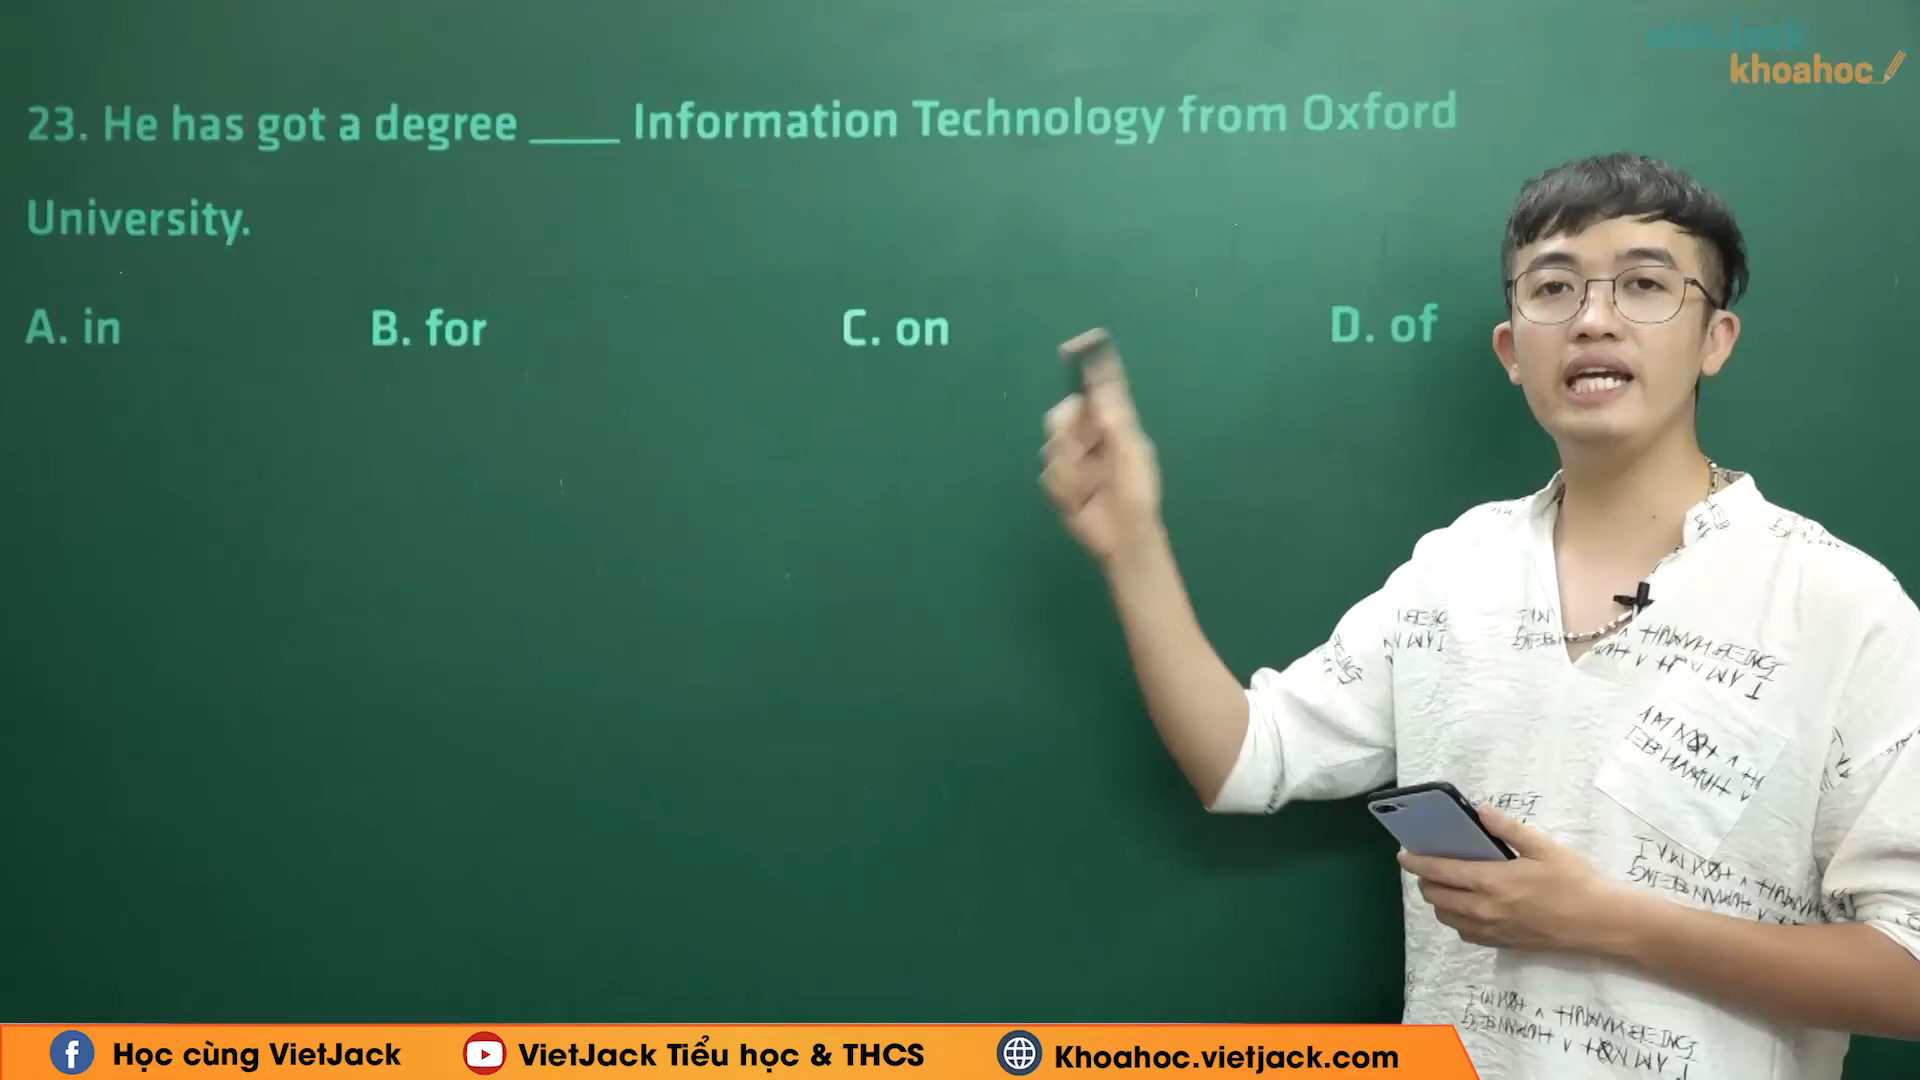 khoahoc
23. He has got a degree ____ Information Technology from Oxford
University.
A. in B. for C. on D. of
Học cùng VietJack VietJack Tiểu học & THCS Khoahoc.vietjack.com